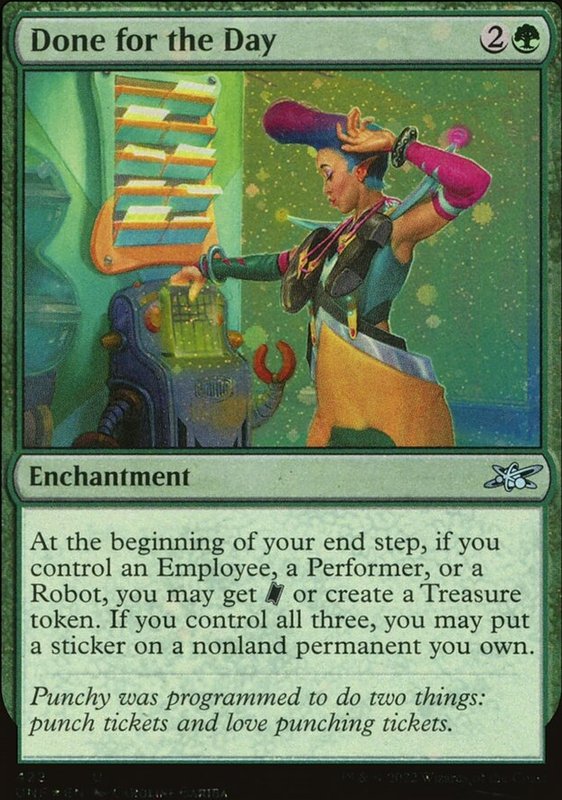 Done for the Day 2
Enchantment
At the beginning of your end step, if you
control an Employee, a Performer, or a
Robot, you may get or create a Treasure
token. If you control all three, you may put
a sticker on a nonland permanent you own.
Punchy was programmed to do two things:
punch tickets and love punching tickets.